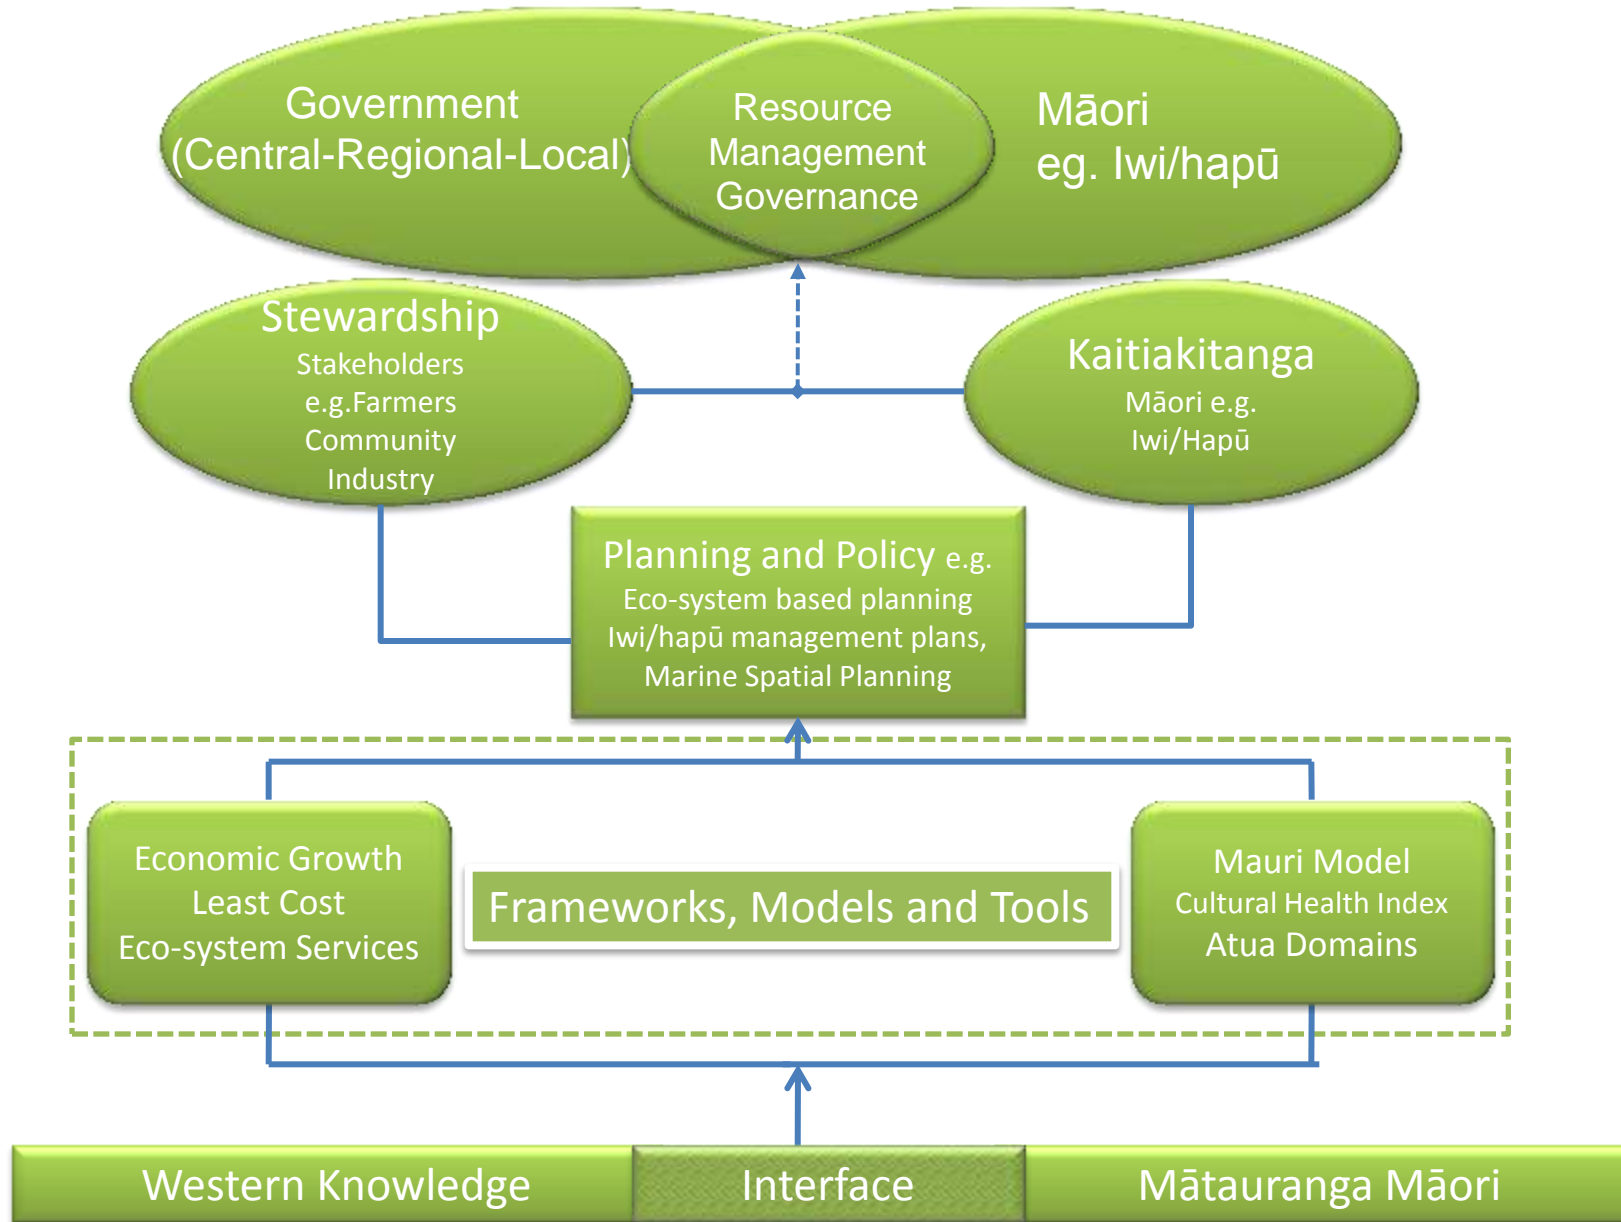 Government
(Central-Regional-Local)
Resource
Management
Governance
Māori
eg. Iwi/hapū
Stewardship
Stakeholders
e.g.Farmers
Community
Industry
Kaitiakitanga
Māori e.g.
Iwi/Hapū
Planning and Policy e.g.
Eco-system based planning
Iwi/hapū management plans,
Marine Spatial Planning
Economic Growth
Least Cost
Eco-system Services
Frameworks, Models and Tools
Mauri Model
Cultural Health Index
Atua Domains
Western Knowledge
Interface
Mātauranga Māori